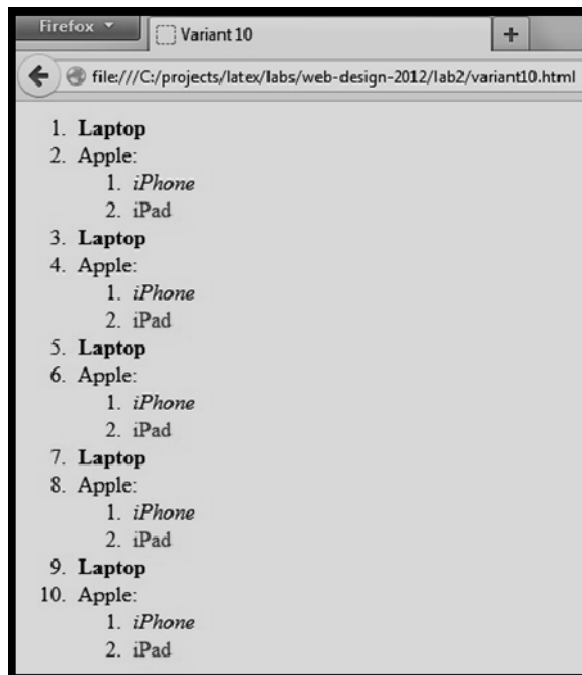 Firefox
Variant 10
+
file:///C:/projects/latex/labs/web-design-2012/lab2/variant10.html
1. Laptop
2. Apple:
1. iPhone
2. iPad
3. Laptop
4. Apple:
1. iPhone
2. iPad
5. Laptop
6. Apple:
1. iPhone
2. iPad
7. Laptop
8. Apple:
1. iPhone
2. iPad
9. Laptop
10. Apple:
1. iPhone
2. iPad